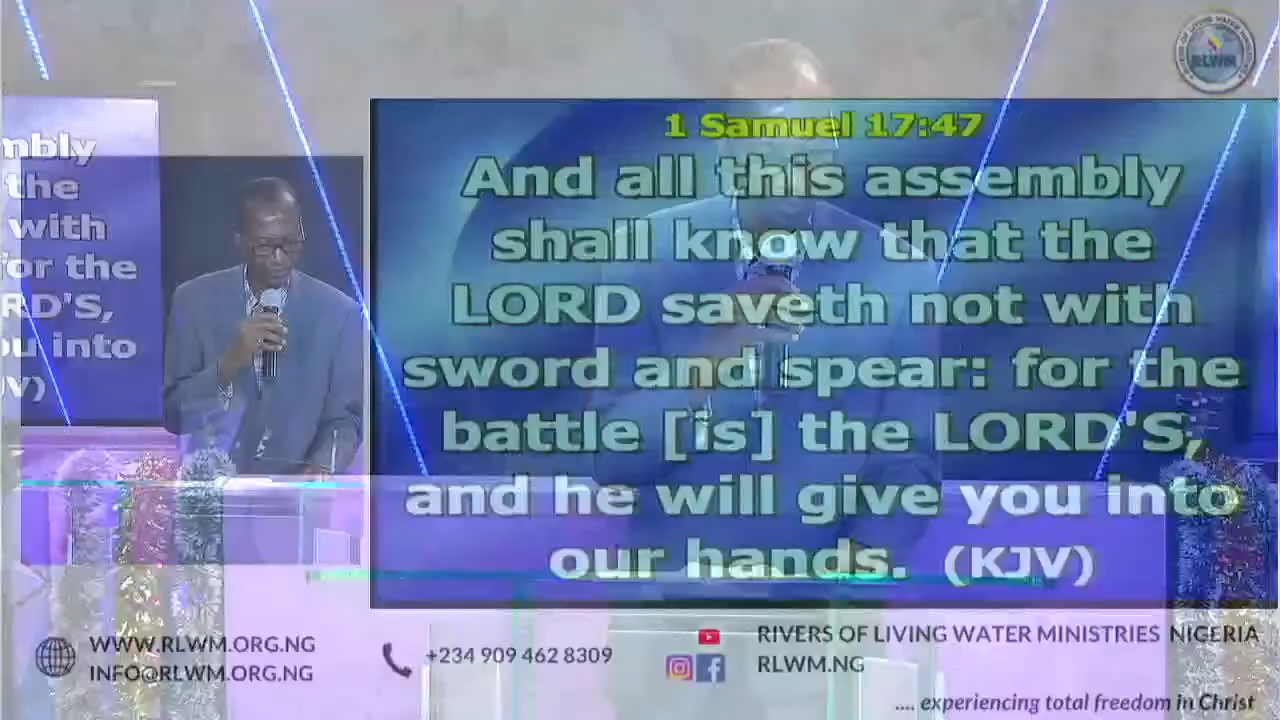 RLWM
1 Samuel 17:47
And all this assembly
shall know that the
LORD saveth not with
sword and spear: for the
battle [is] the LORD'S,
and he will give you into
our hands. (KJV)
mbly
the
with
for the
RD'S,
ou into
JV)
WWW.RLWM.ORG.NG
INFO@RLWM.ORG.NG
+234 909 462 8309
RIVERS OF LIVING WATER MINISTRIES NIGERIA
RLWM.NG
.... experiencing total freedom in Christ